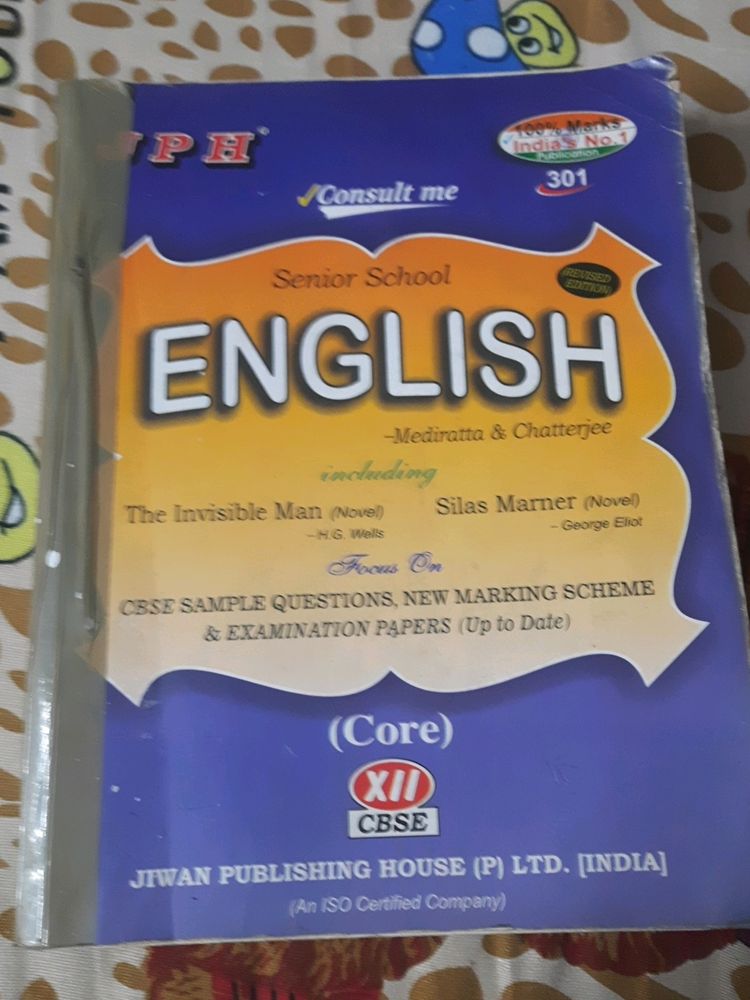 JPH
100% Marks
India's No.1
Publication
301
Consult me
Senior School
(REVISED
EDITION)
ENGLISH
–Mediratta & Chatterjee
including
The Invisible Man (Novel)
– H.G. Wells
Silas Marner (Novel)
– George Eliot
Focus On
CBSE SAMPLE QUESTIONS, NEW MARKING SCHEME
& EXAMINATION PAPERS (Up to Date)
(Core)
XII
CBSE
JIWAN PUBLISHING HOUSE (P) LTD. [INDIA]
(An ISO Certified Company)